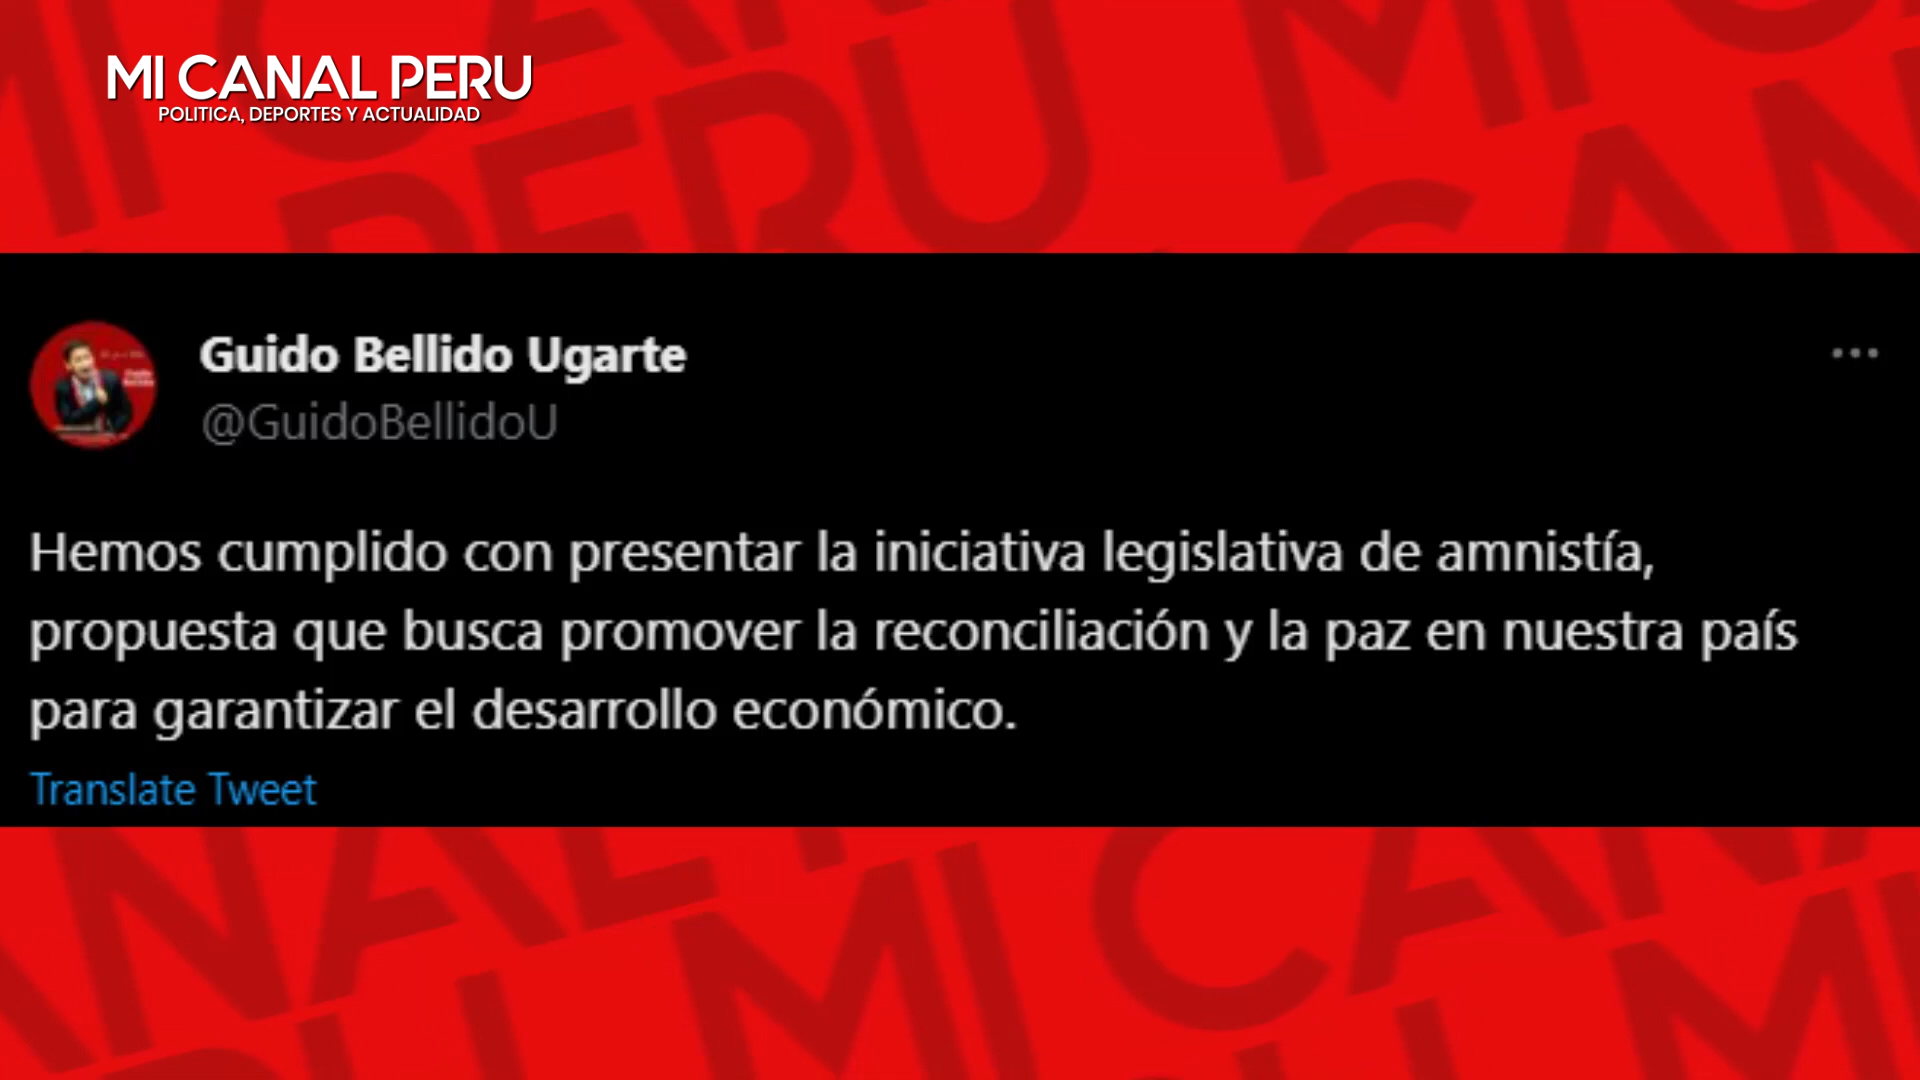 MI CANAL PERU
POLITICA, DEPORTES Y ACTUALIDAD
Guido Bellido Ugarte
@GuidoBellidoU
Hemos cumplido con presentar la iniciativa legislativa de amnistía,
propuesta que busca promover la reconciliación y la paz en nuestra país
para garantizar el desarrollo económico.
Translate Tweet